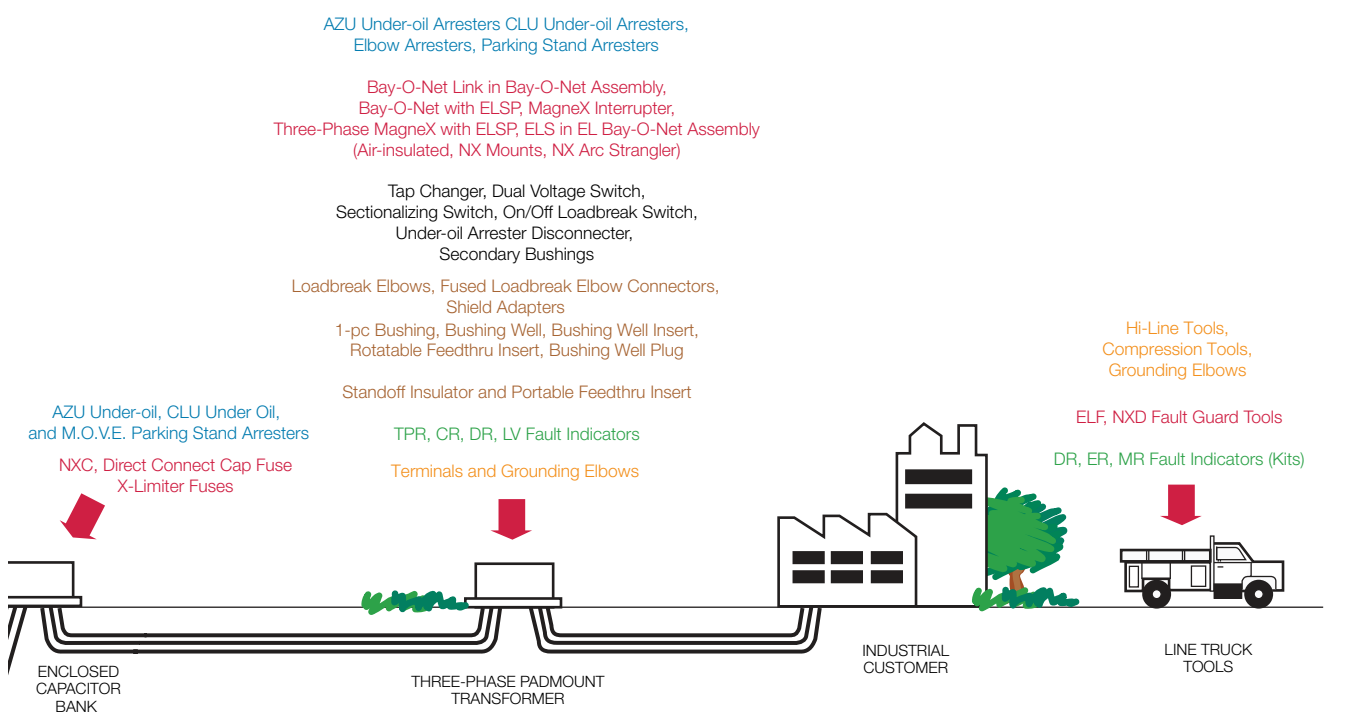 AZU Under-oil Arresters CLU Under-oil Arresters,
Elbow Arresters, Parking Stand Arresters
Bay-O-Net Link in Bay-O-Net Assembly,
Bay-O-Net with ELSP, MagneX Interrupter,
Three-Phase MagneX with ELSP, ELS in EL Bay-O-Net Assembly
(Air-insulated, NX Mounts, NX Arc Strangler)
Tap Changer, Dual Voltage Switch,
Sectionalizing Switch, On/Off Loadbreak Switch,
Under-oil Arrester Disconnecter,
Secondary Bushings
Loadbreak Elbows, Fused Loadbreak Elbow Connectors,
Shield Adapters
1-pc Bushing, Bushing Well, Bushing Well Insert,
Rotatable Feedthru Insert, Bushing Well Plug
Standoff Insulator and Portable Feedthru Insert
TPR, CR, DR, LV Fault Indicators
Terminals and Grounding Elbows
AZU Under-oil, CLU Under Oil,
and M.O.V.E. Parking Stand Arresters
NXC, Direct Connect Cap Fuse
X-Limiter Fuses
Hi-Line Tools,
Compression Tools,
Grounding Elbows
ELF, NXD Fault Guard Tools
DR, ER, MR Fault Indicators (Kits)
ENCLOSED
CAPACITOR
BANK
THREE-PHASE PADMOUNT
TRANSFORMER
INDUSTRIAL
CUSTOMER
LINE TRUCK
TOOLS